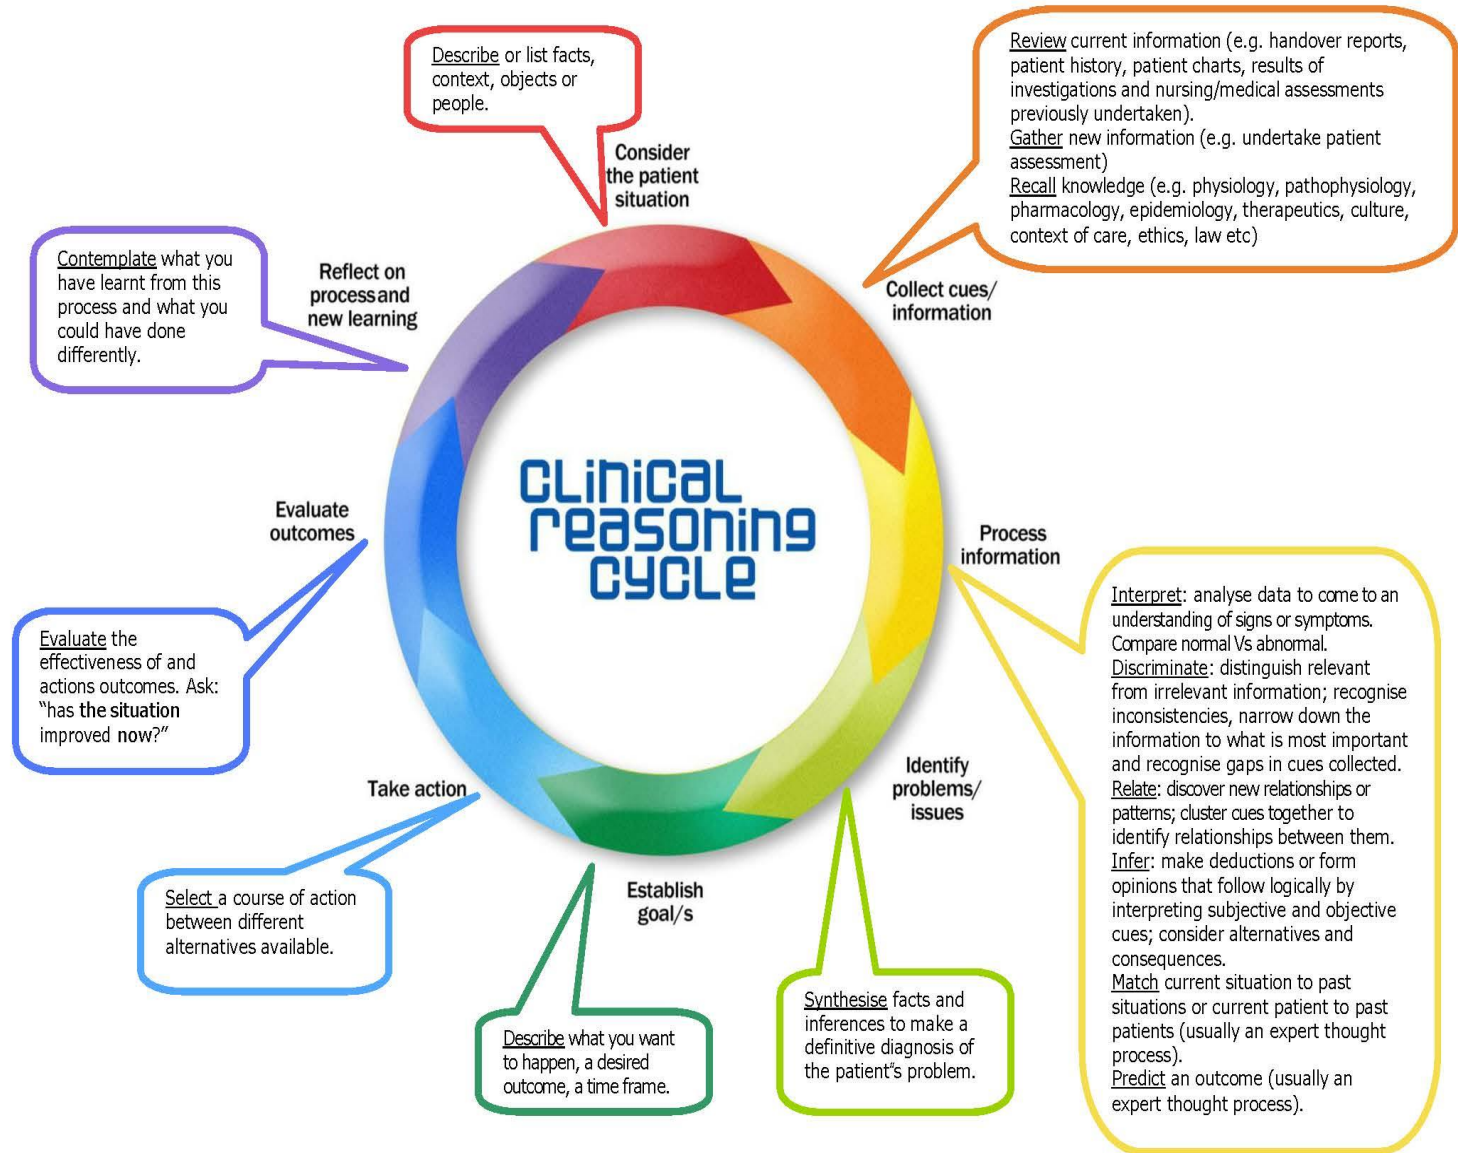 Describe or list facts,
context, objects or
people.
Consider
the patient
situation
Review current information (e.g. handover reports,
patient history, patient charts, results of
investigations and nursing/medical assessments
previously undertaken).
Gather new information (e.g. undertake patient
assessment)
Recall knowledge (e.g. physiology, pathophysiology,
pharmacology, epidemiology, therapeutics, culture,
context of care, ethics, law etc)
Collect cues/
information
Process
information
Interpret: analyse data to come to an
understanding of signs or symptoms.
Compare normal Vs abnormal.
Discriminate: distinguish relevant
from irrelevant information; recognise
inconsistencies, narrow down the
information to what is most important
and recognise gaps in cues collected.
Relate: discover new relationships or
patterns; cluster cues together to
identify relationships between them.
Infer: make deductions or form
opinions that follow logically by
interpreting subjective and objective
cues; consider alternatives and
consequences.
Match current situation to past
situations or current patient to past
patients (usually an expert thought
process).
Predict an outcome (usually an
expert thought process).
Identify
problems/
issues
Synthesise facts and
inferences to make a
definitive diagnosis of
the patient"s problem.
Establish
goal/s
Describe what you want
to happen, a desired
outcome, a time frame.
Take action
Select a course of action
between different
alternatives available.
Evaluate
outcomes
Evaluate the
effectiveness of and
actions outcomes. Ask:
"has the situation
improved now?"
Reflect on
process and
new learning
Contemplate what you
have learnt from this
process and what you
could have done
differently.
CLiniCaL
reasoning
CYCLe